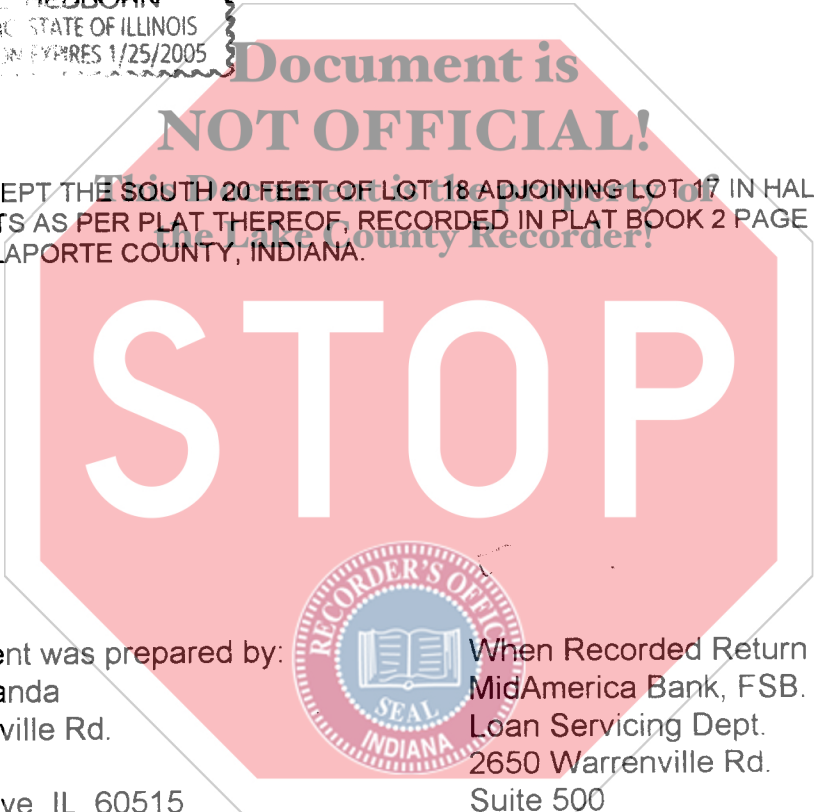 STATE OF ILLINOIS
EXPIRES 1/25/2005
Document is
NOT OFFICIAL!
This Document is the property of
the Lake County Recorder!
EPT THE SOUTH 20 FEET OF LOT 18 ADJOINING LOT 17 IN HAL
TS AS PER PLAT THEREOF, RECORDED IN PLAT BOOK 2 PAGE
LAPORTE COUNTY, INDIANA.
STOP
RECORDER'S OFFICE
SEAL
INDIANA
ent was prepared by:
anda
ville Rd.
ve, IL 60515
When Recorded Return
MidAmerica Bank, FSB.
Loan Servicing Dept.
2650 Warrenville Rd.
Suite 500